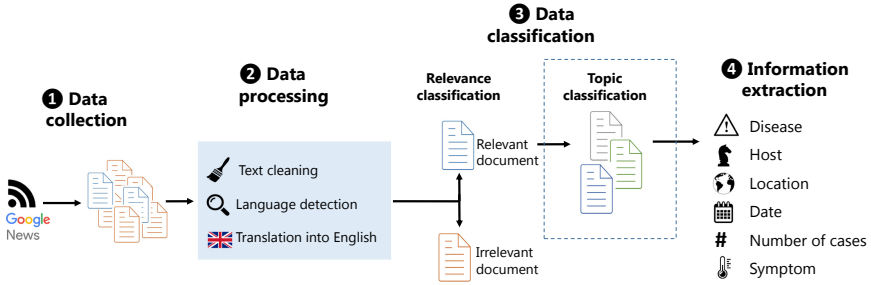 ❶ Data
collection
Google
News
❷ Data
processing
Text cleaning
Language detection
Translation into English
❸ Data
classification
Relevance
classification
Relevant
document
Irrelevant
document
Topic
classification
❹ Information
extraction
Disease
Host
Location
Date
# Number of cases
Symptom